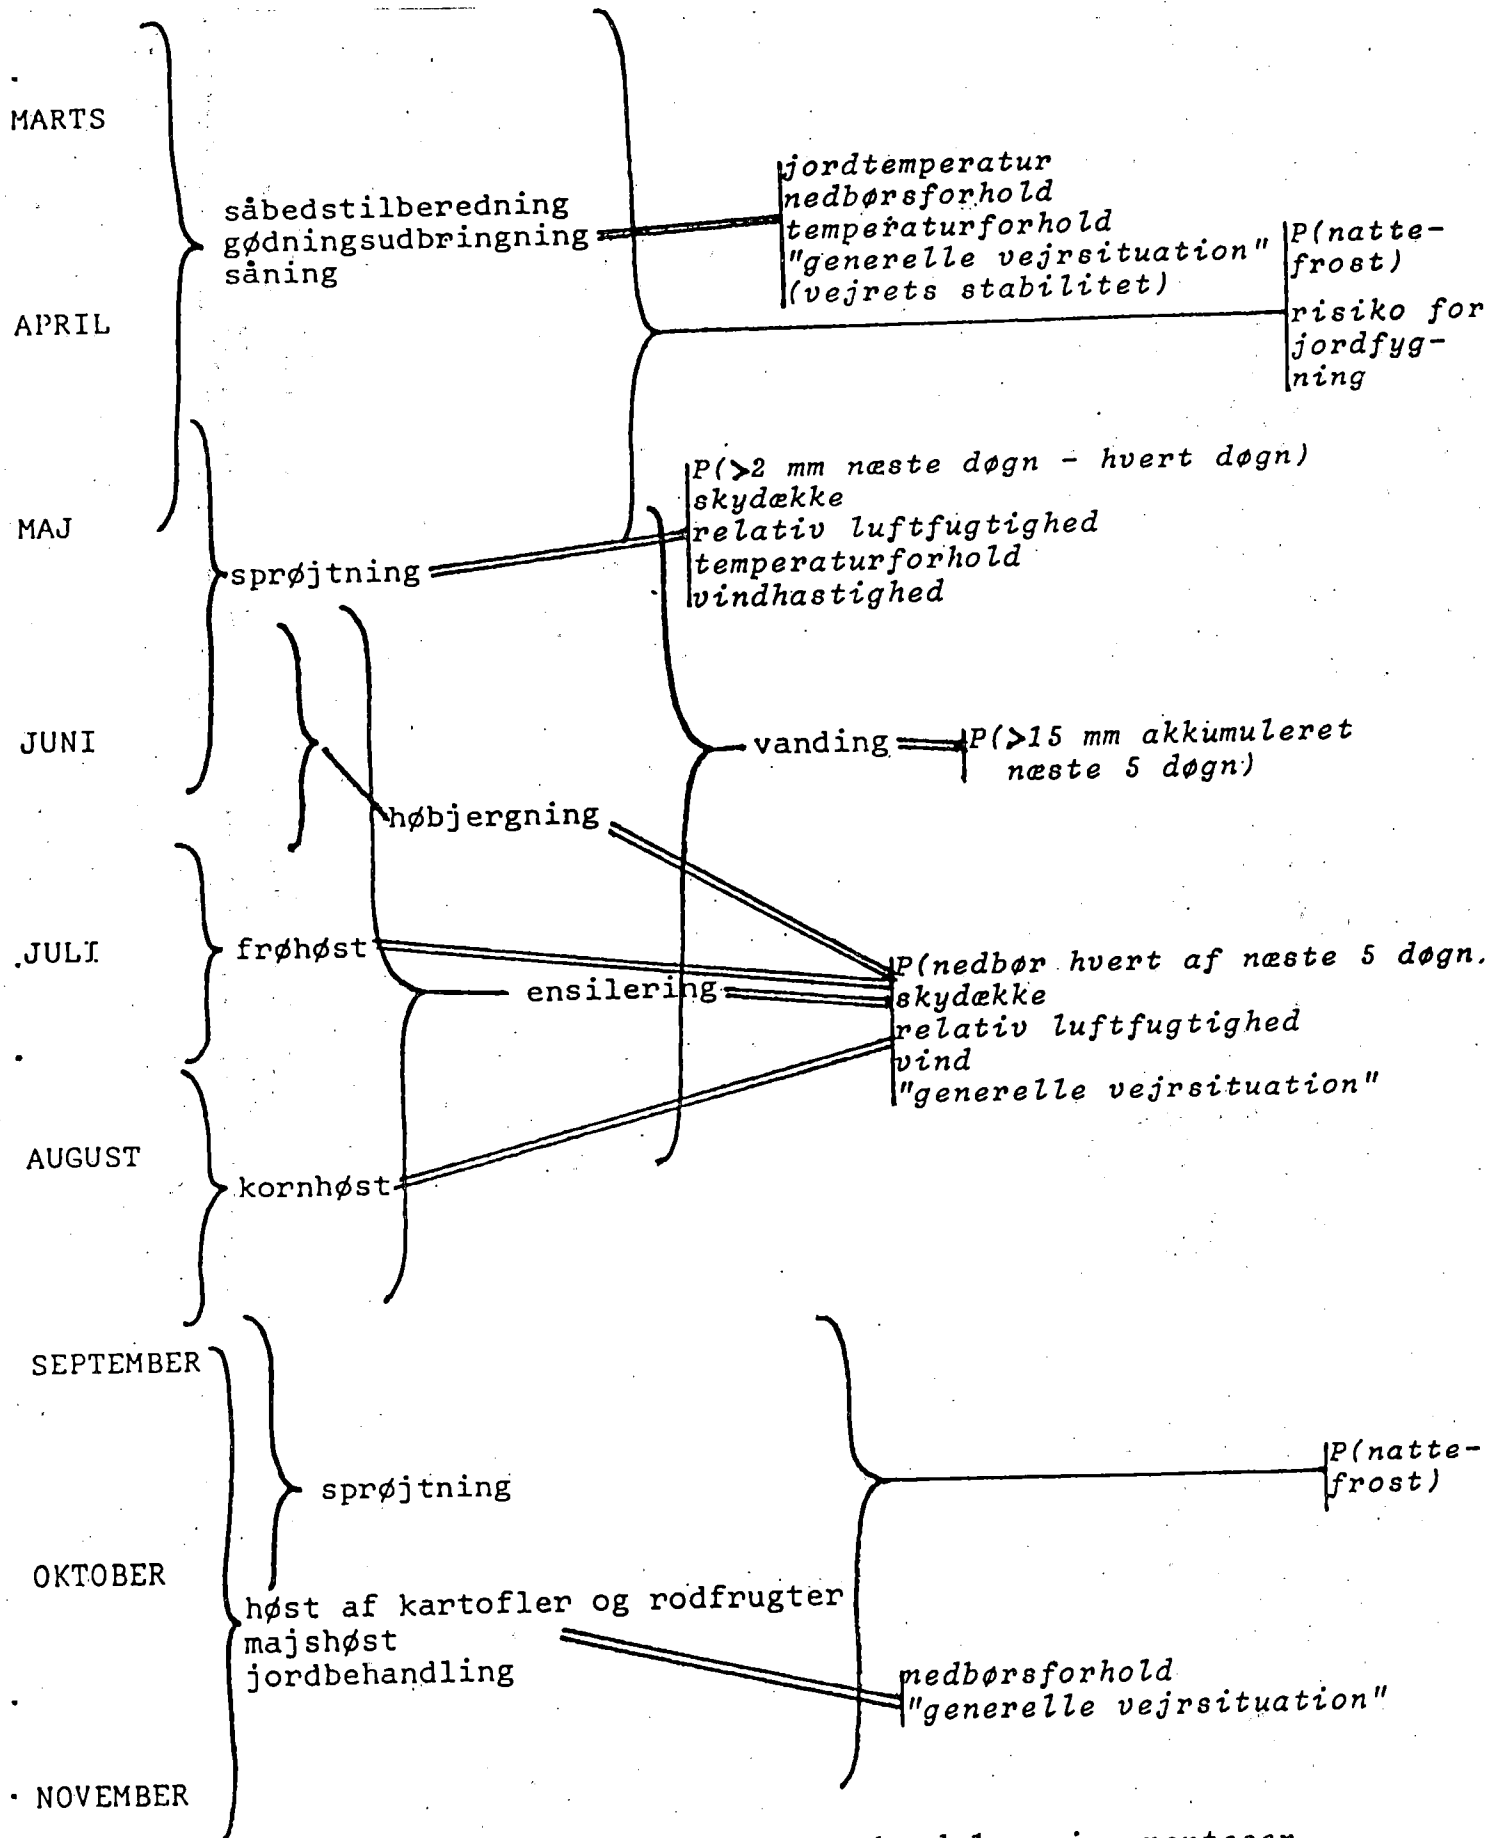 MARTS
såbedstilberedning
gødningsudbringning
såning
jordtemperatur
nedbørsforhold
temperaturforhold
"generelle vejrsituation"
(vejrets stabilitet)
P(natte-
frost)
risiko for
jordfyg-
ning
APRIL
MAJ
sprøjtning
P(>2 mm næste døgn - hvert døgn)
skydække
relativ luftfugtighed
temperaturforhold
vindhastighed
JUNI
vanding
P(>15 mm akkumuleret
næste 5 døgn)
høbjergning
JULI
frøhøst
ensilering
P(nedbør hvert af næste 5 døgn.
skydække
relativ luftfugtighed
vind
"generelle vejrsituation"
AUGUST
kornhøst
SEPTEMBER
sprøjtning
P(natte-
frost)
OKTOBER
høst af kartofler og rodfrugter
majshøst
jordbehandling
nedbørsforhold
"generelle vejrsituation"
NOVEMBER